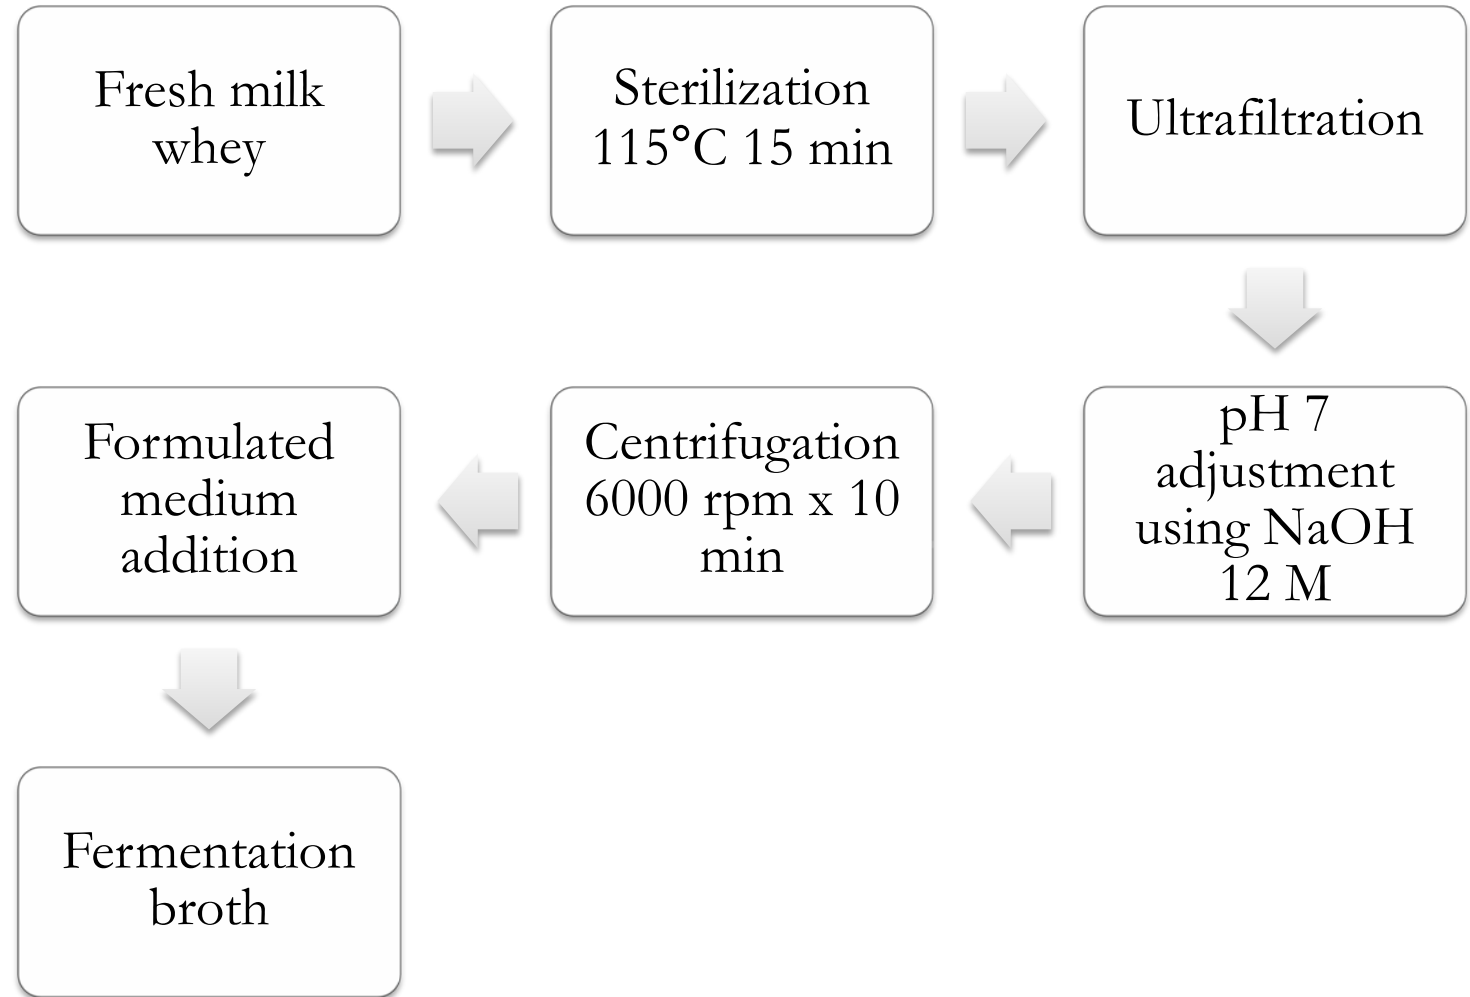 Fresh milk
whey
Sterilization
115°C 15 min
Ultrafiltration
pH 7
adjustment
using NaOH
12 M
Centrifugation
6000 rpm x 10
min
Formulated
medium
addition
Fermentation
broth